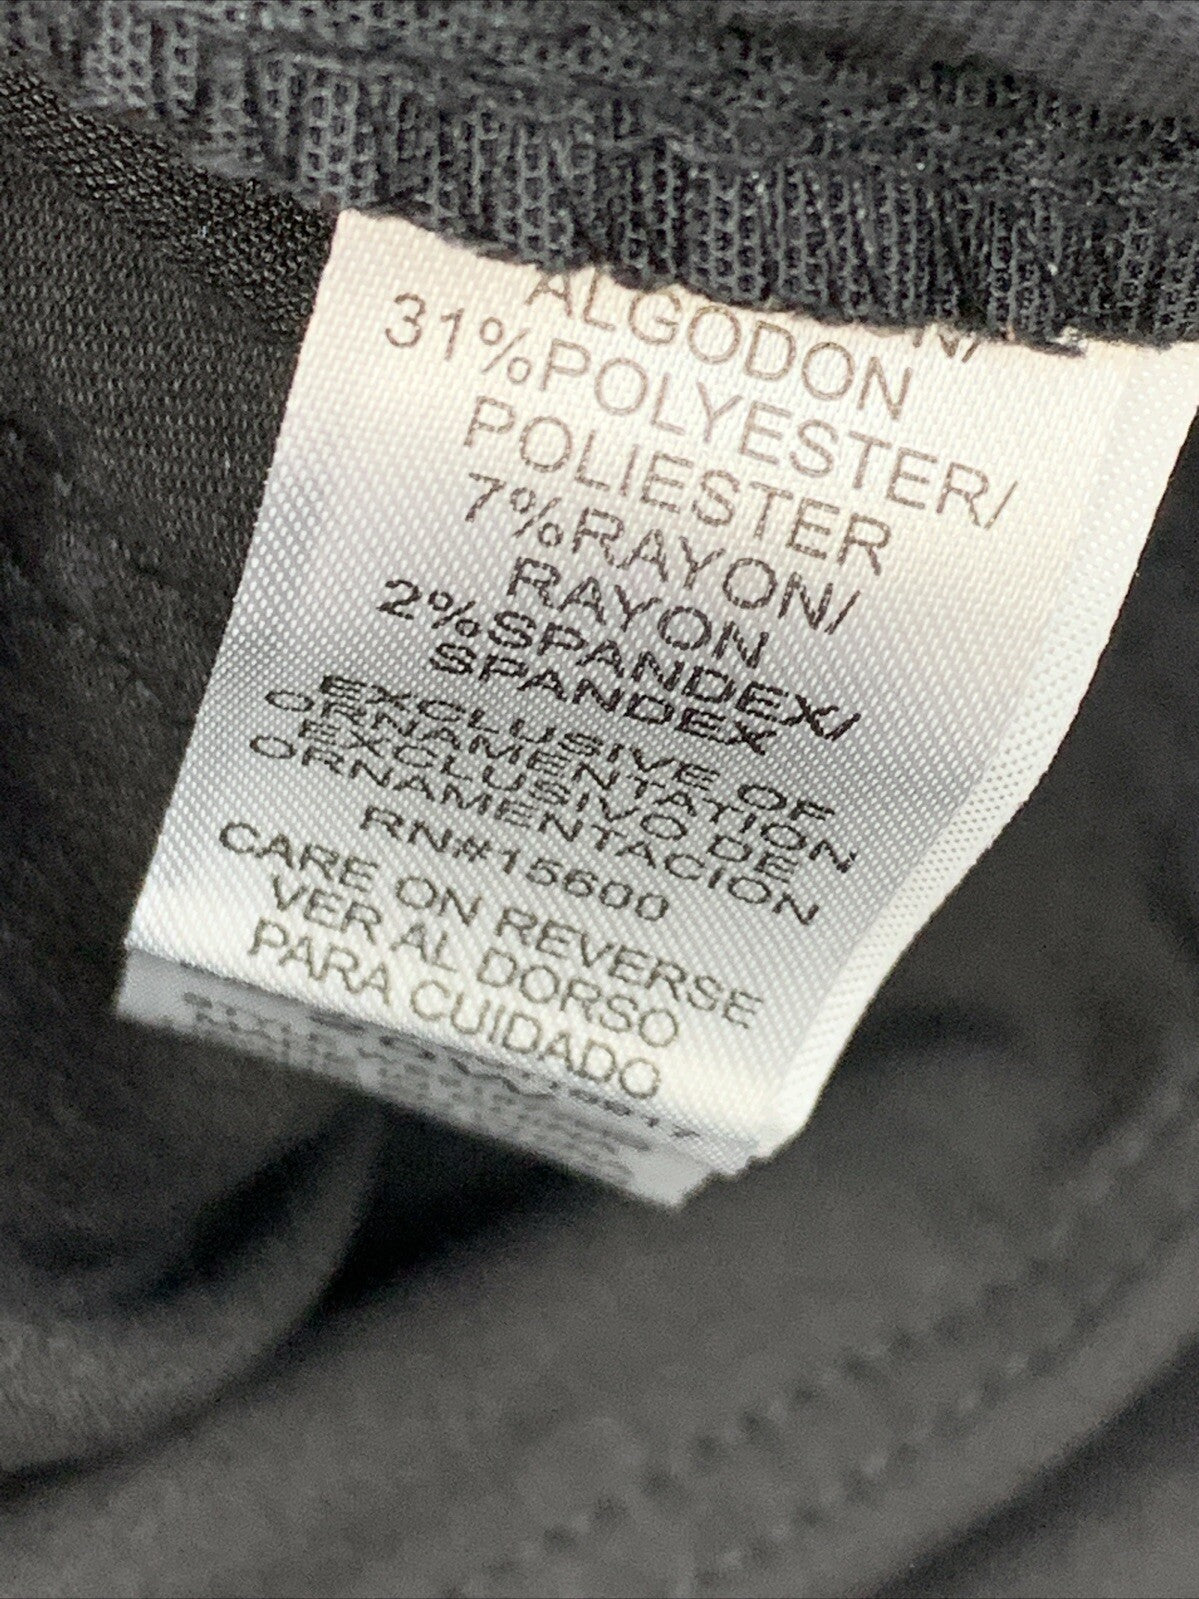 ALGODON
31%POLYESTER/
POLIESTER
7%RAYON/
RAYON
2%SPANDEX/
SPANDEX
EXCLUSIVE OF
ORNAMENTATION
EXCLUSIVO DE
ORNAMENTACION
RN#15600
CARE ON REVERSE
VER AL DORSO
PARA CUIDADO